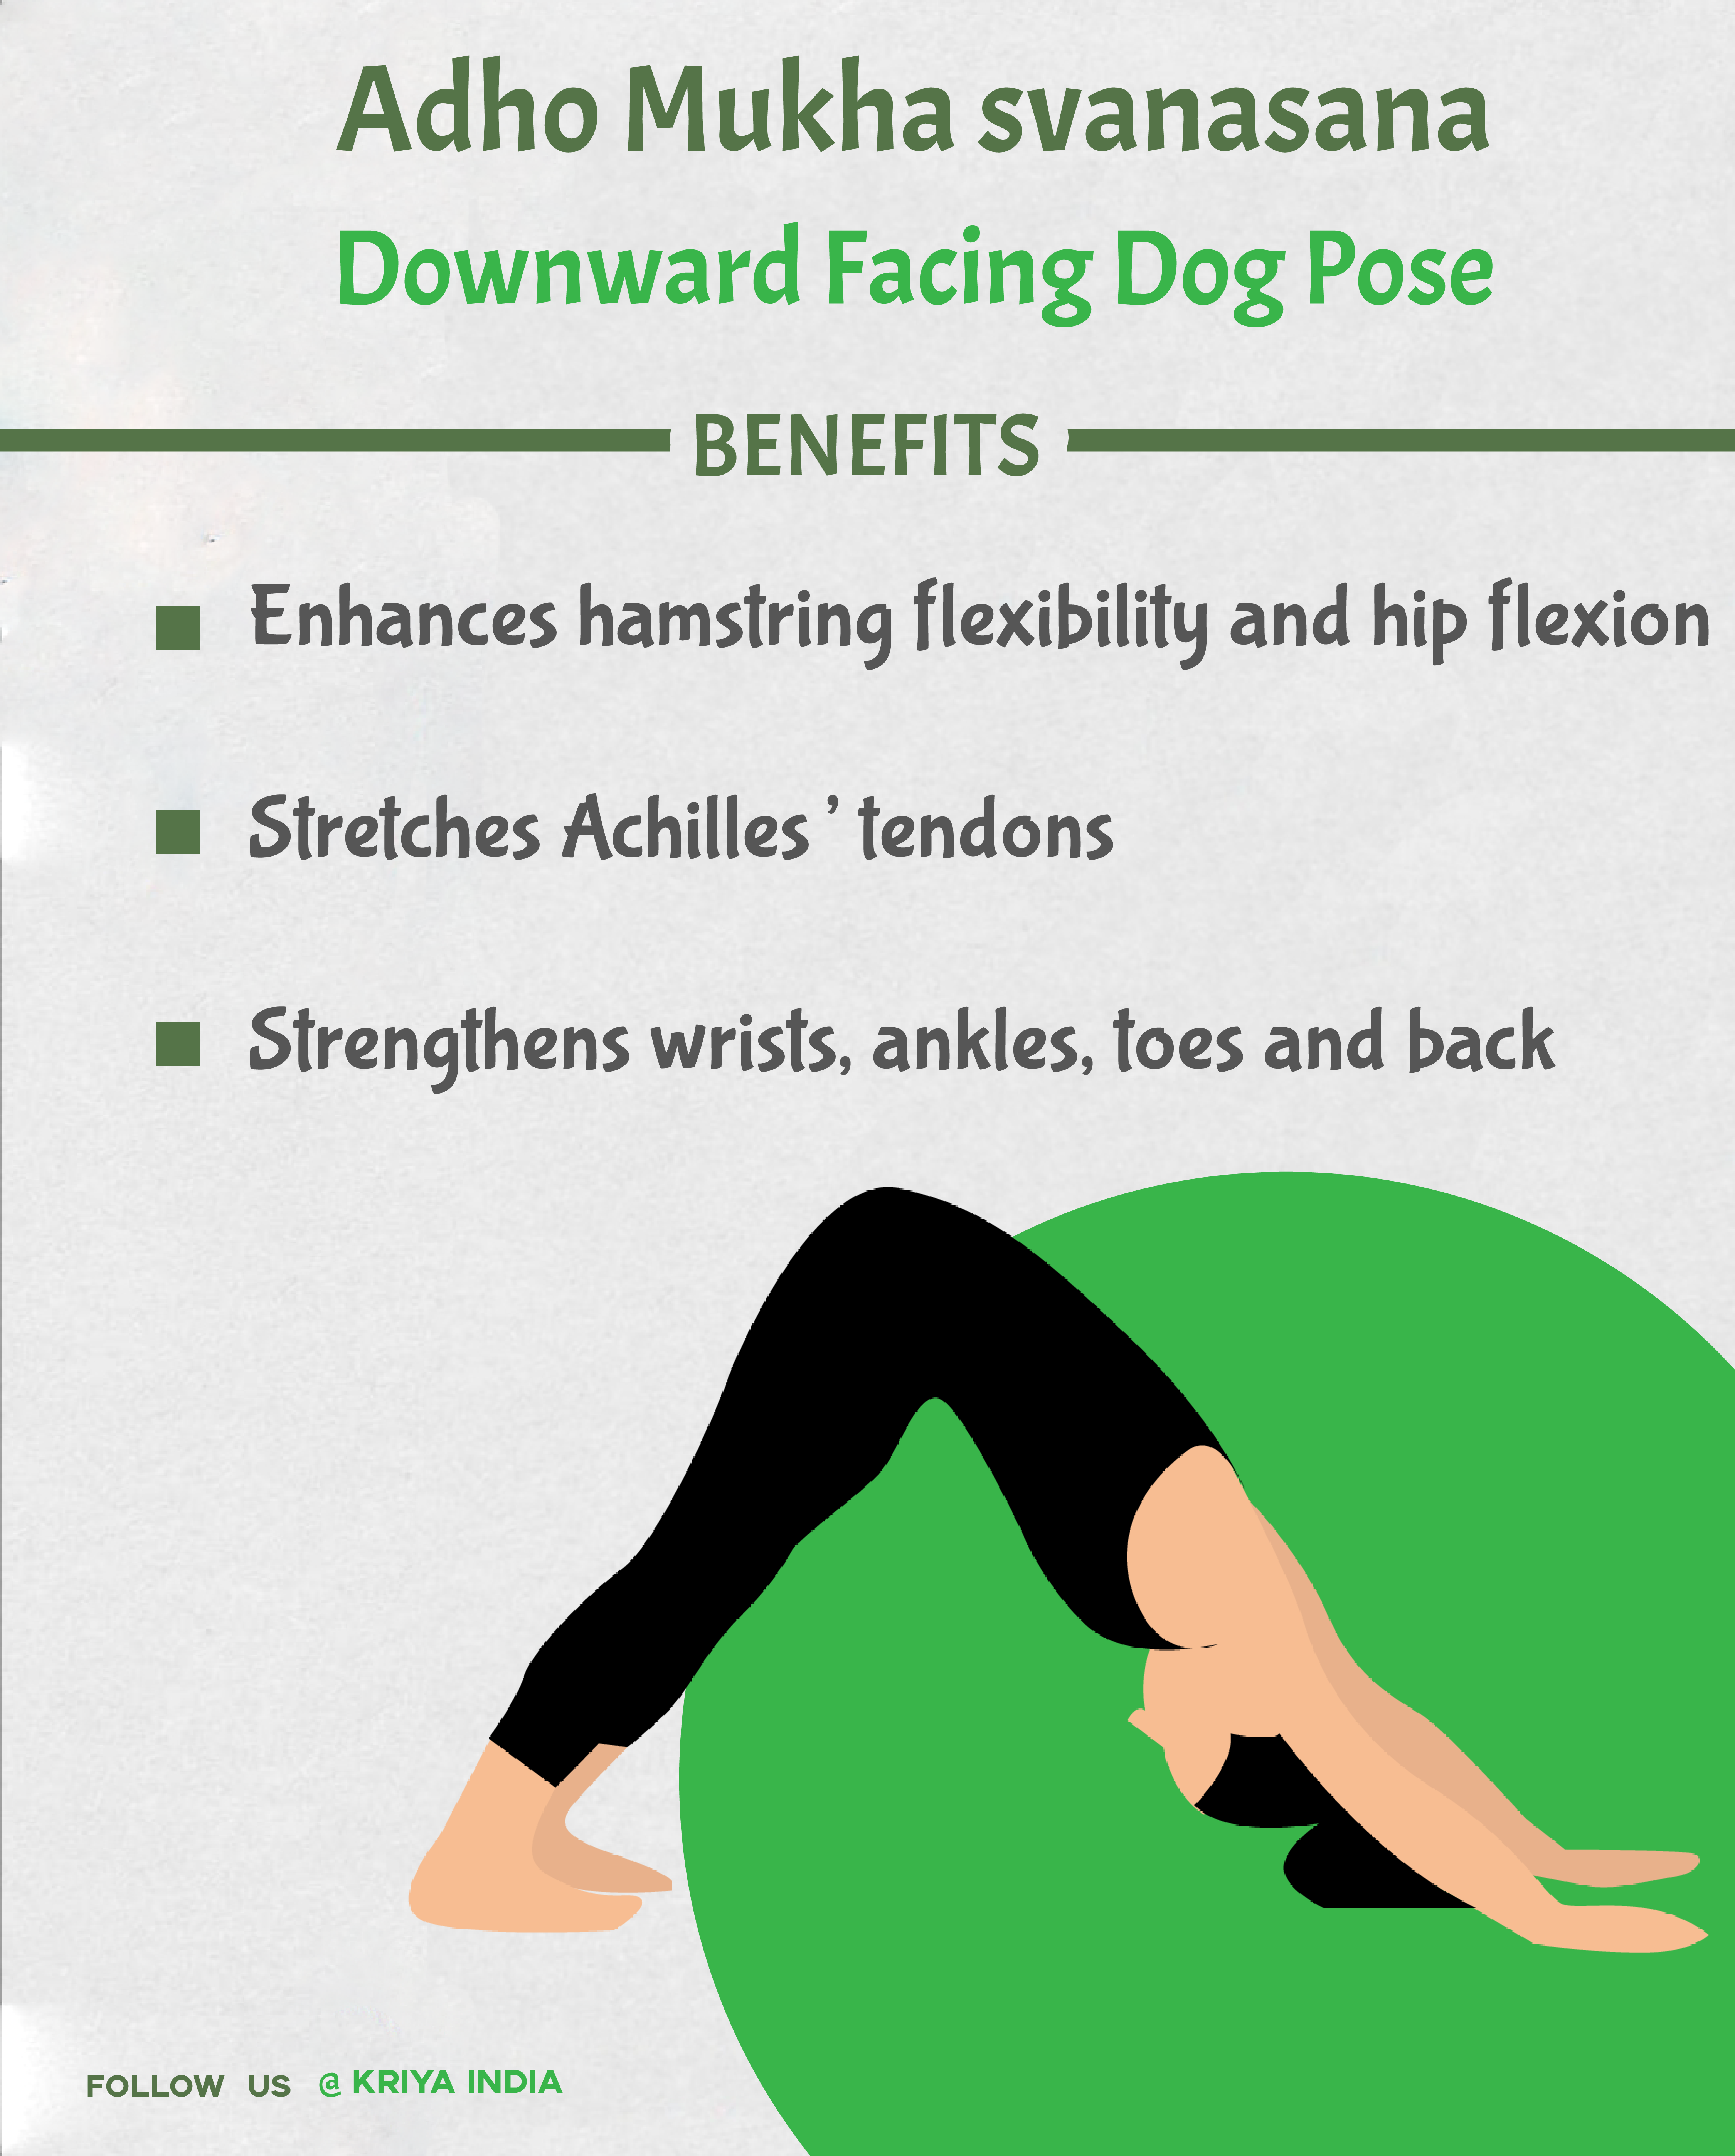 Adho Mukha svanasana
Downward Facing Dog Pose
BENEFITS
Enhances hamstring flexibility and hip flexion
Stretches Achilles ’ tendons
Strengthens wrists, ankles, toes and back
FOLLOW US @ KRIYA INDIA